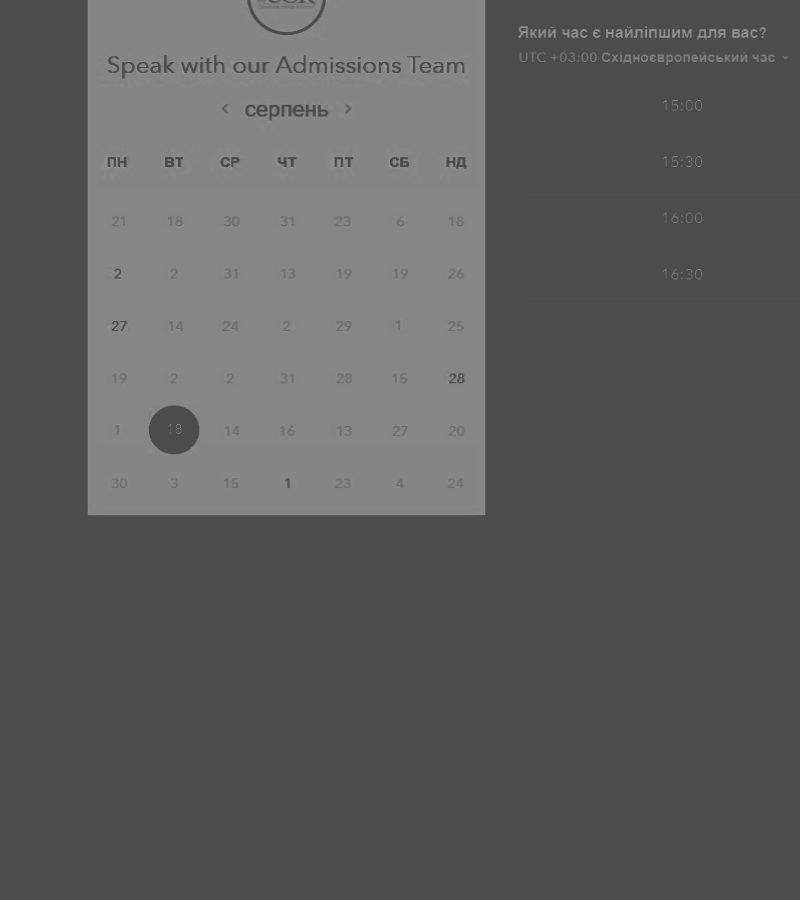 Speak with our Admissions Team
серпень
ПН ВТ СР ЧТ ПТ СБ НД
21 18 30 31 23 6 18
2 2 31 13 19 19 26
27 14 24 2 29 1 25
19 2 2 31 28 15 28
1 18 14 16 13 27 20
30 3 15 1 23 4 24
Який час є найліпшим для вас?
UTC +03:00 Східноєвропейський час
15:00
15:30
16:00
16:30